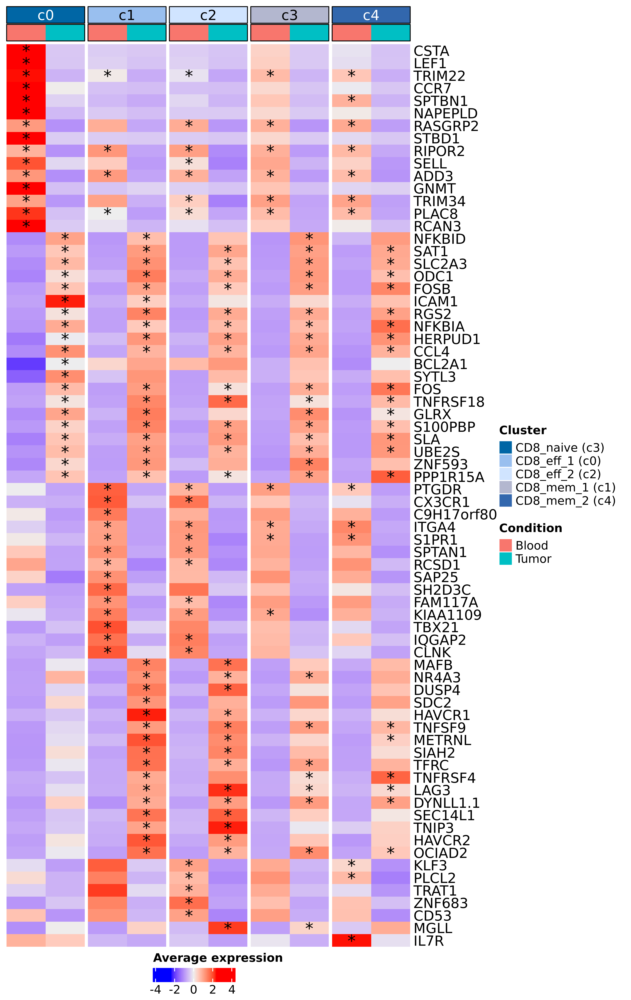 c0 c1 c2 c3 c4
* CSTA
* LEF1
* * * * * TRIM22
* CCR7
* * SPTBN1
* NAPEPLD
* * * * RASGRP2
* STBD1
* * * * * RIPOR2
* * SELL
* * * * * ADD3
* GNMT
* * * * TRIM34
* * * * * PLAC8
* RCAN3
* * * NFKBID
* * * * * SAT1
* * * * * SLC2A3
* * * * * ODC1
* * * * * FOSB
* * ICAM1
* * * * * RGS2
* * * * * NFKBIA
* * * * * HERPUD1
* * * * * CCL4
* BCL2A1
* SYTL3
* * * * * FOS
* * * * * TNFRSF18
* * * * GLRX
* * * * * S100PBP
* * * * * SLA
* * * * * UBE2S
* * * ZNF593
* * * * * PPP1R15A
* * * * PTGDR
* * CX3CR1
* C9H17orf80
* * * * ITGA4
* * * * S1PR1
* * SPTAN1
* * RCSD1
* SAP25
* SH2D3C
* * FAM117A
* * * KIAA1109
* TBX21
* * IQGAP2
* * CLNK
* * MAFB
* * * NR4A3
* * DUSP4
* SDC2
* * HAVCR1
* * * * TNFSF9
* * * METRNL
* * SIAH2
* * * TFRC
* * * TNFRSF4
* * * * LAG3
* * * * DYNLL1.1
* * SEC14L1
* * TNIP3
* * HAVCR2
* * * * OCIAD2
* * KLF3
* * PLCL2
* TRAT1
* ZNF683
* CD53
* * MGLL
* IL7R
Cluster
CD8_naive (c3)
CD8_eff_1 (c0)
CD8_eff_2 (c2)
CD8_mem_1 (c1)
CD8_mem_2 (c4)
Condition
Blood
Tumor
Average expression
-4 -2 0 2 4